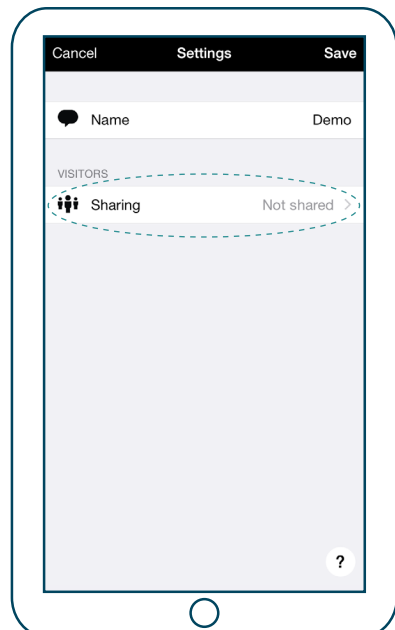 Cancel Settings Save
Name Demo
VISITORS
Sharing Not shared
?